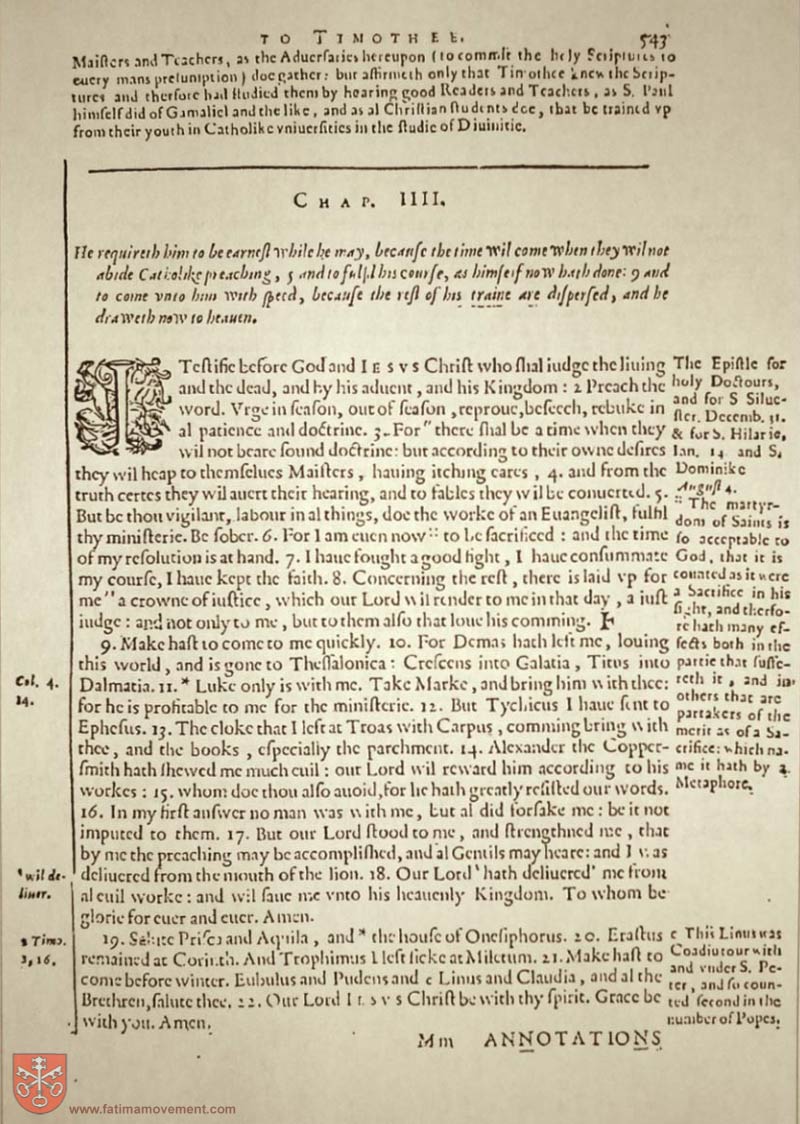 TO TIMOTHEE. 543
Maiſters and Teachers, as the Aduerſaries hereupon (to commit the holy Scriptures to
euery mans preſumption) doe gather: but affirmeth only that Timothee knew the Scrip-
tures and therfore had ſtudied them by hearing good Readers and Teachers, as S. Paul
himſelf did of Gamaliel and the like, and as al Chriſtian ſtudents doe, that be trained vp
from their youth in Catholike vniuerſities in the ſtudie of Diuinitie.
CHAP. IIII.
He requireth him to be earneſt while he may, becauſe the time wil come when they wil not
abide Catholike preaching, 5 and to fulfil his courſe, as himſelf now hath done: 9 and
to come vnto him with ſpeed, becauſe the reſt of his traine are diſperſed, and he
draweth now to heauen.
I Teſtifie before God and IESVS Chriſt who ſhal iudge the liuing
and the dead, and by his aduent, and his Kingdom: 2 Preach the
word. Vrge in ſeaſon, out of ſeaſon, reproue, beſeech, rebuke in
al patience and doctrine. 3. For" there ſhal be a time when they
wil not beare ſound doctrine: but according to their owne deſires
they wil heap to themſelues Maiſters, hauing itching eares, 4. and from the
truth certes they wil auert their hearing, and to fables they wil be conuerted. 5.
But be thou vigilant, labour in al things, doe the worke of an Euangeliſt, fulfil
thy miniſterie. Be ſober. 6. For I am euen now :: to be ſacrificed : and the time
of my reſolution is at hand. 7. I haue fought a good fight, I haue conſummate
my courſe, I haue kept the faith. 8. Concerning the reſt, there is laid vp for
me" a crowne of iuſtice, which our Lord wil render to me in that day, a iuſt
iudge: and not only to me, but to them alſo that loue his comming.
9. Make haſt to come to me quickly. 10. For Demas hath left me, louing
this world, and is gone to Theſſalonica: Creſcens into Galatia, Titus into
Dalmatia. 11.* Luke only is with me. Take Marke, and bring him with thee:
for he is profitable to me for the miniſterie. 12. But Tychicus I haue ſent to
Epheſus. 13. The cloke that I left at Troas with Carpus, comming bring with
thee, and the books, eſpecially the parchment. 14. Alexander the Copper-
ſmith hath ſhewed me much euil: our Lord wil reward him according to his
workes: 15. whom doe thou alſo auoid, for he hath greatly reſiſted our words.
16. In my firſt anſwer no man was with me, but al did forſake me: be it not
imputed to them. 17. But our Lord ſtood to me, and ſtrengthned me, that
by me the preaching may be accompliſhed, and al Gentils may heare: and I was
deliuered from the mouth of the lion. 18. Our Lord ' hath deliuered' me from
al euil worke: and wil ſaue me vnto his heauenly Kingdom. To whom be
glorie for euer and euer. Amen.
19. Salute Priſca and Aquila, and * the houſe of Oneſiphorus. 20. Eraſtus
remained at Corinth. And Trophimus I left ſicke at Miletum. 21. Make haſt to
come before winter. Eubulus and Pudens and c Linus and Claudia, and al the
Brethren, ſalute thee. 22. Our Lord IESVS Chriſt be with thy ſpirit. Grace be
with you. Amen.
Mm ANNOTATIONS
The Epiſtle for
holy Doctours,
and for S Silue-
ſter. Decemb. 31.
& for S. Hilarie,
Ian. 14 and S.
Dominike
Auguſt 4.
:: The martyr-
dom of Saints is
ſo acceptable to
God, that it is
counted as it were
a Sacrifice in his
ſight, and therfo-
re hath many ef-
fects both in the
partie that ſuffe-
reth it, and in
others that are
partakers of the
merit as of a Sa-
crifice: which na-
me it hath by a
Metaphore.
c This Linus was
Coadiutour with
and vnder S. Pe-
ter, and ſo coun-
ted ſecond in the
number of Popes.
Col. 4.
14.
' wil de-
liuer.
2 Timo.
1, 16.
www.fatimamovement.com